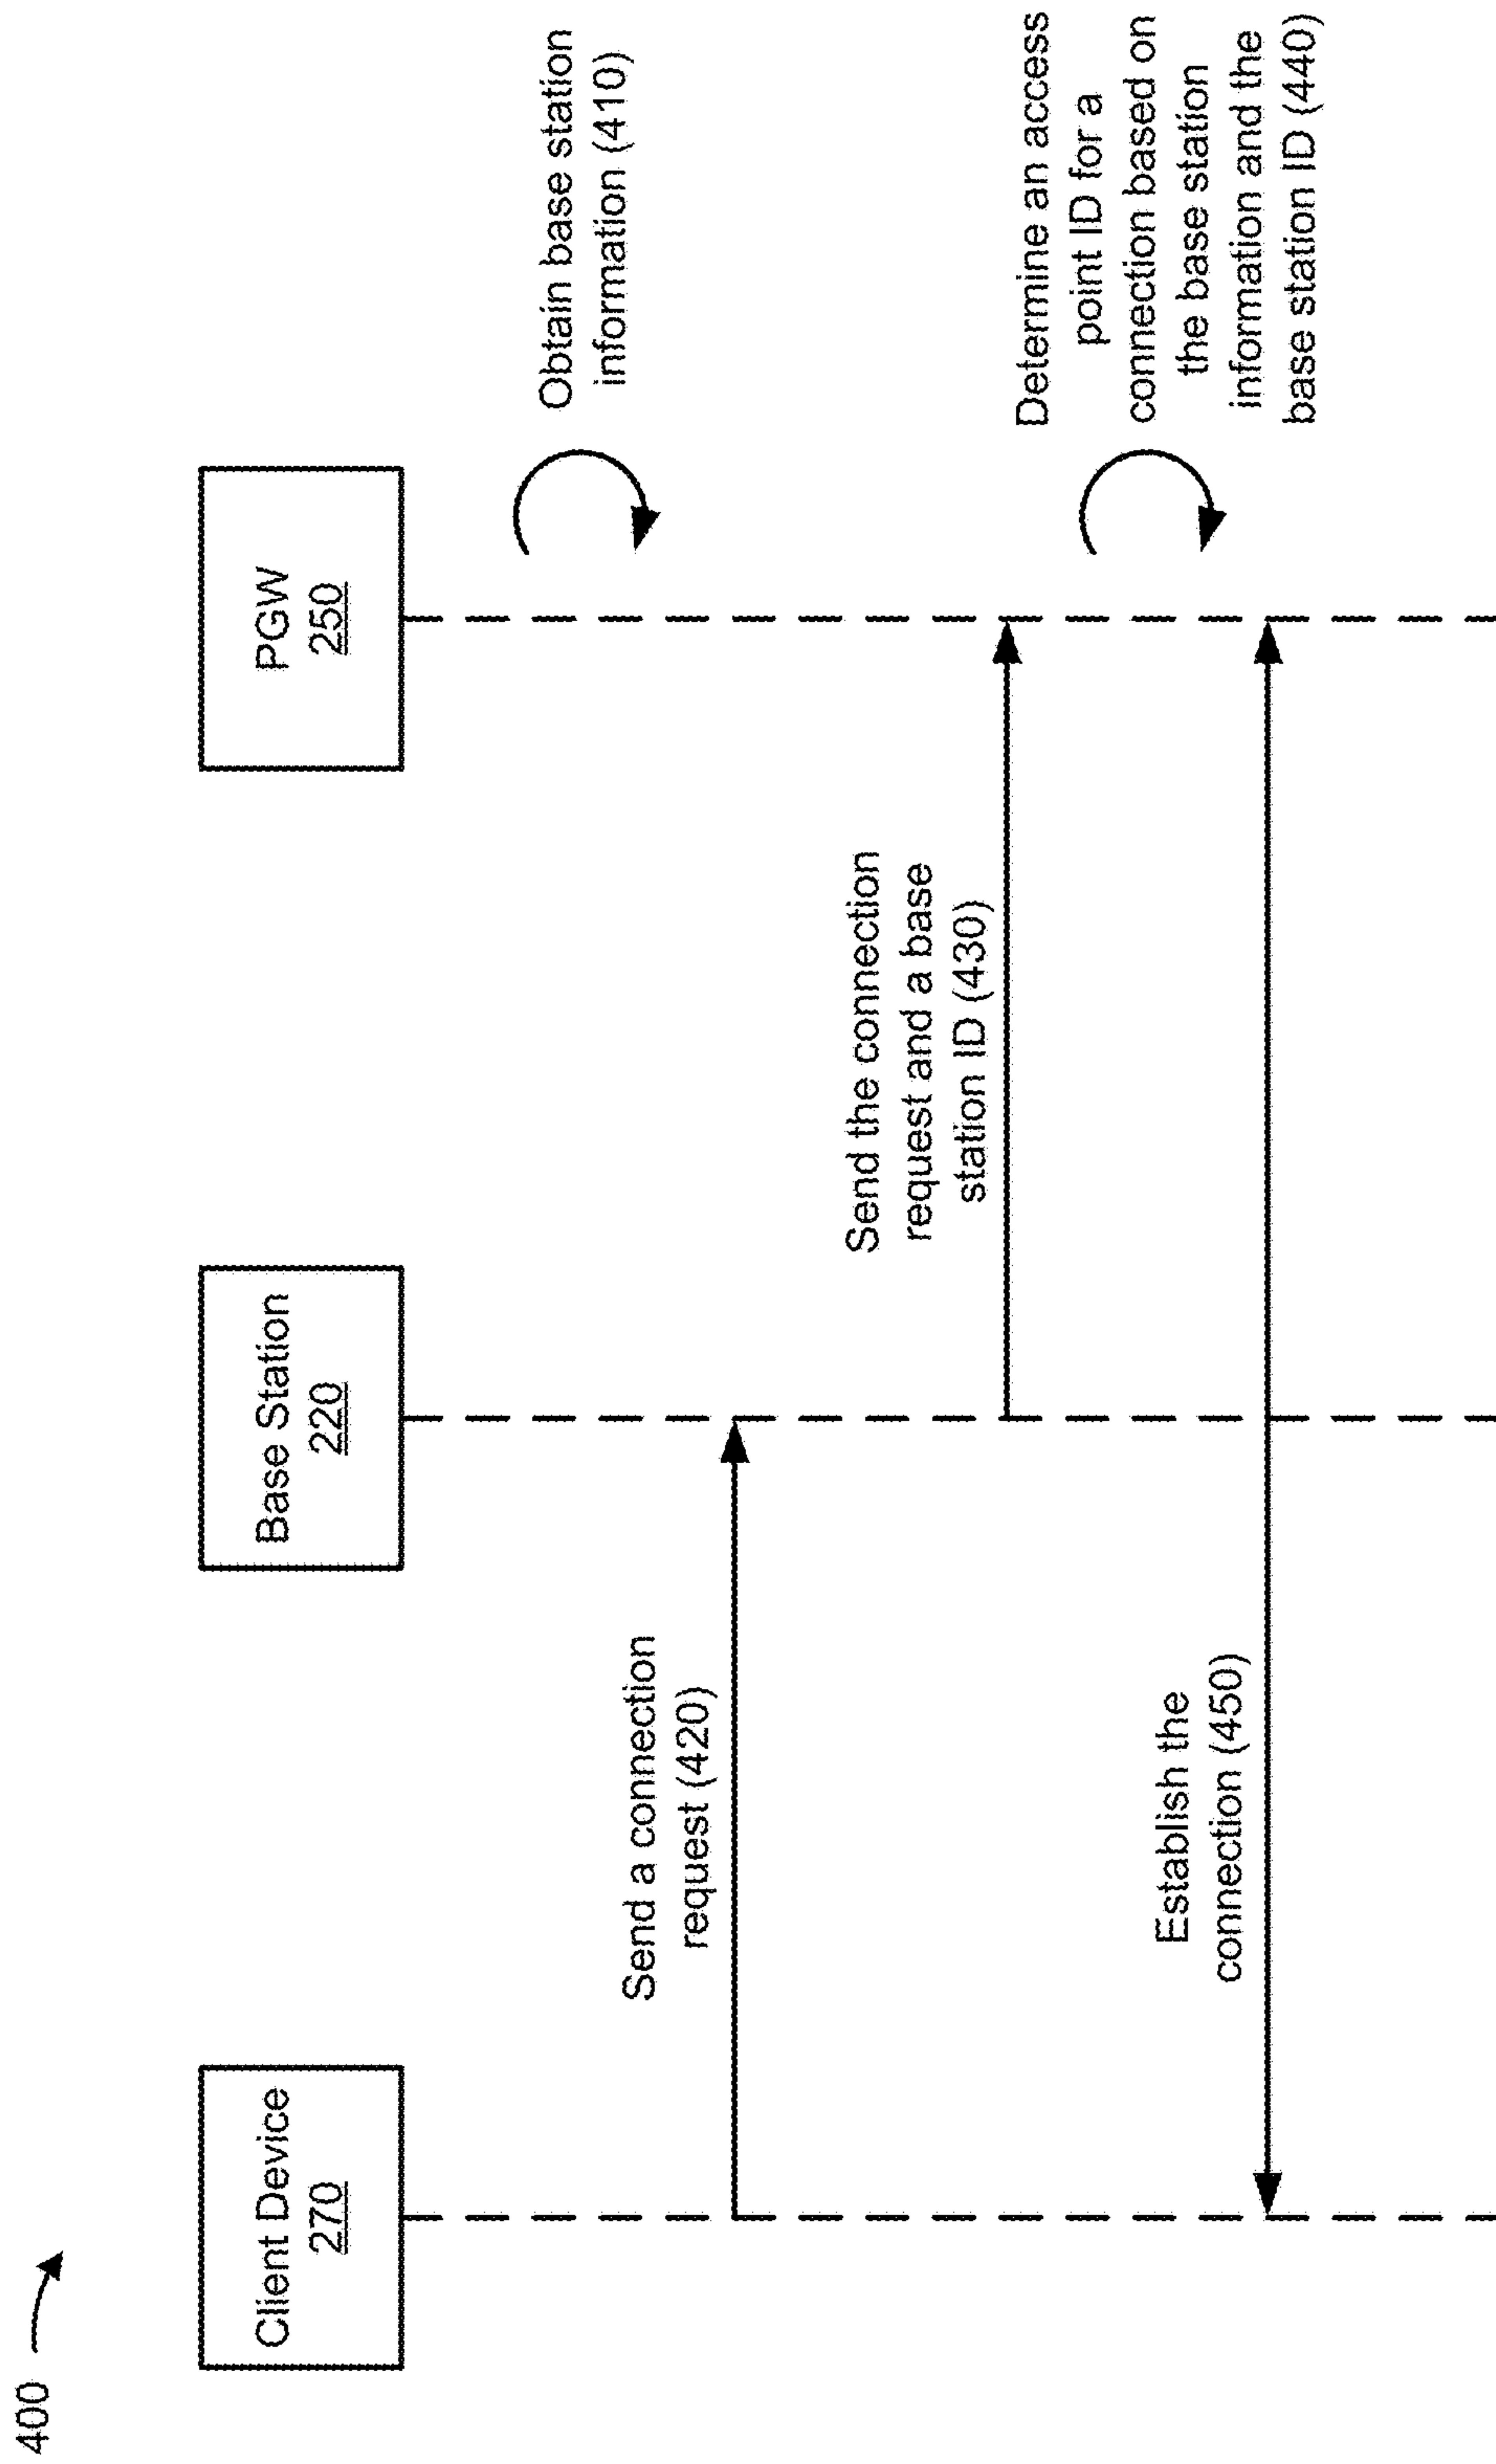 400
Client Device
270
Base Station
220
PGW
250
Obtain base station
information (410)
Send a connection
request (420)
Send the connection
request and a base
station ID (430)
Determine an access
point ID for a
connection based on
the base station
information and the
base station ID (440)
Establish the
connection (450)